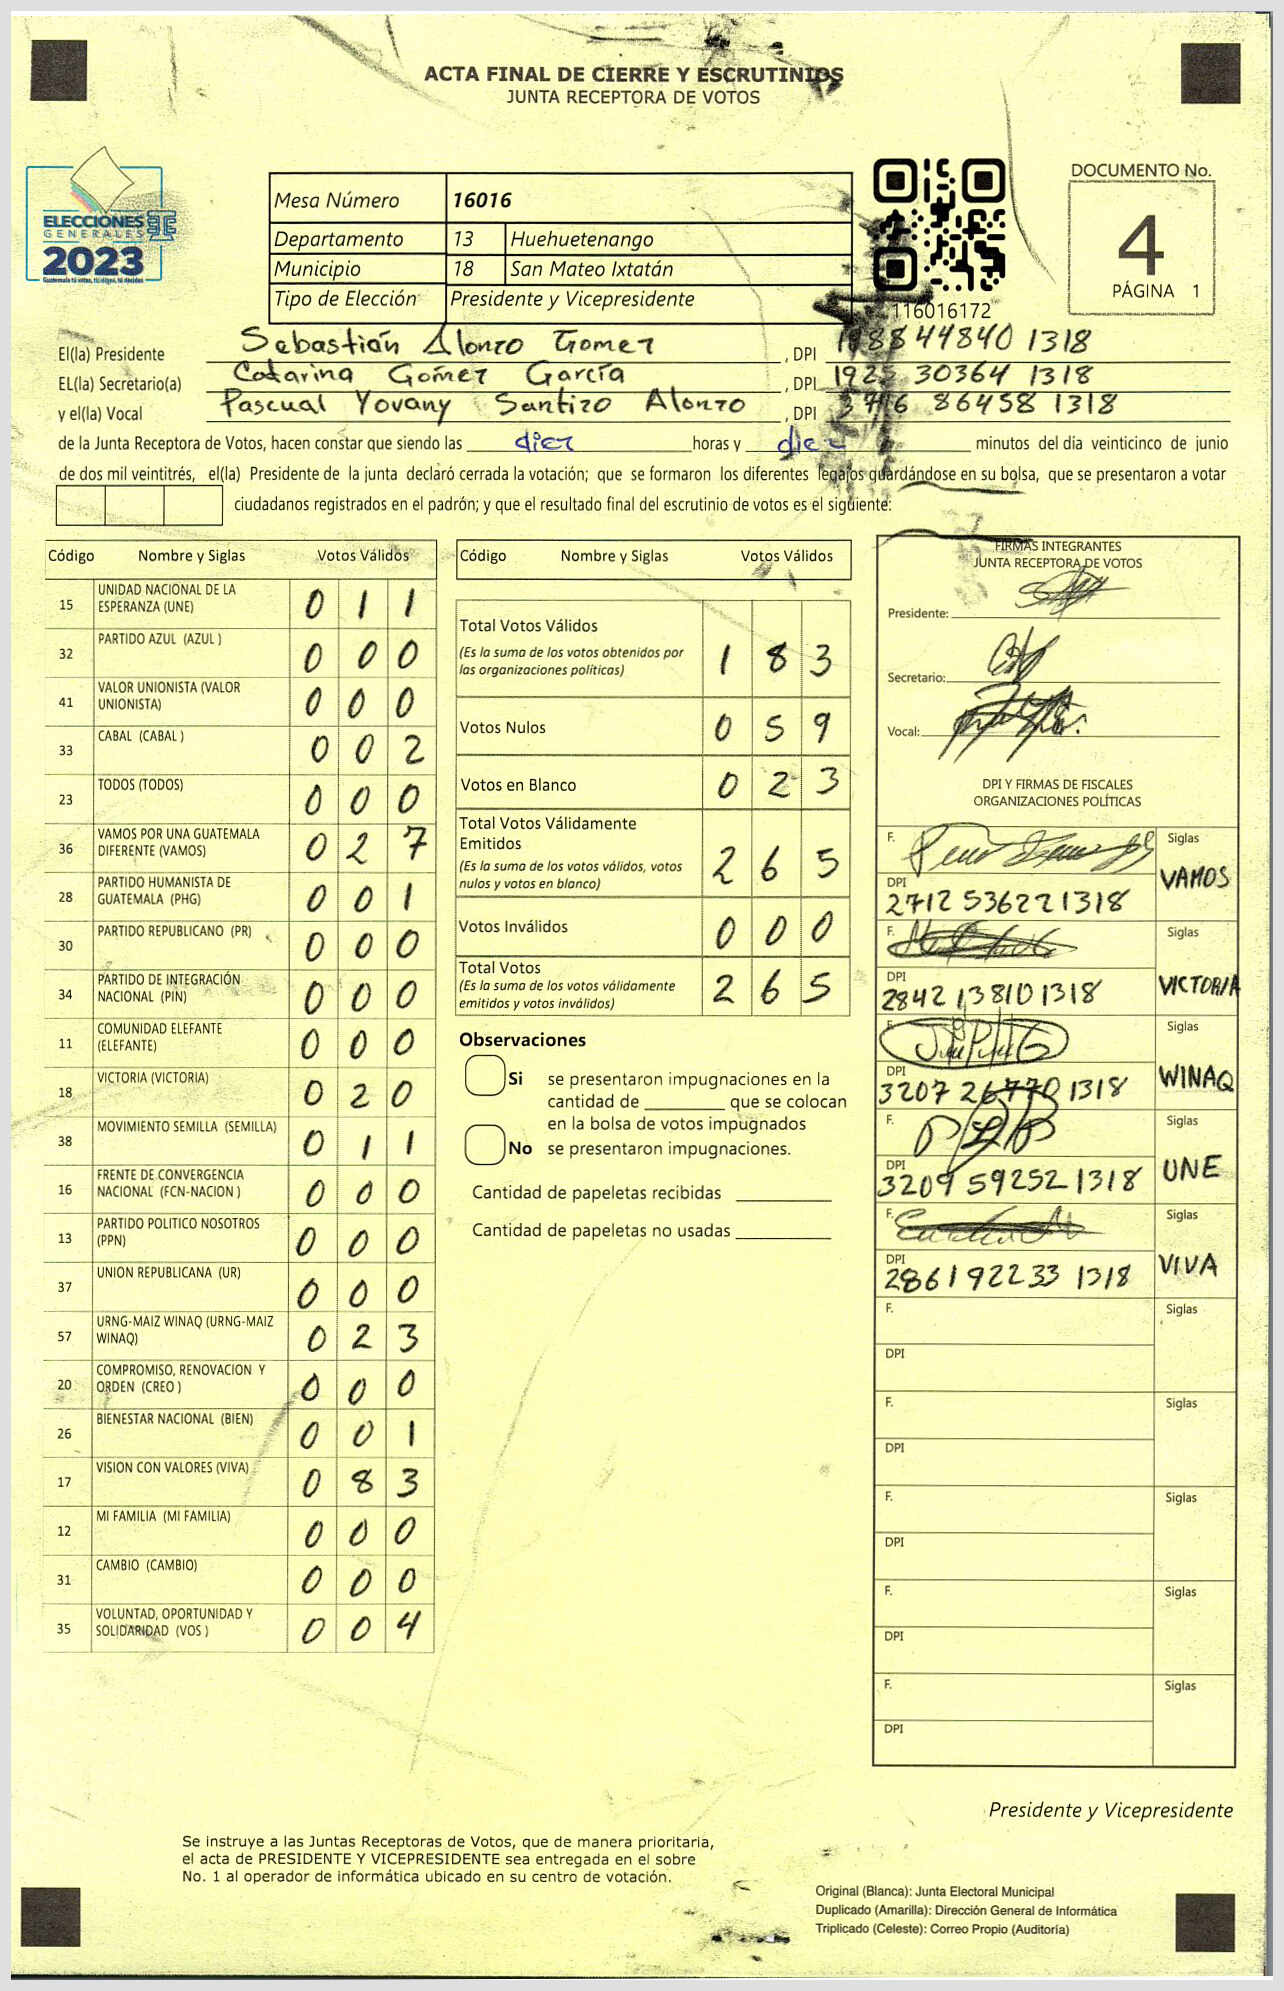 ACTA FINAL DE CIERRE Y ESCRUTINIOS
JUNTA RECEPTORA DE VOTOS
ELECCIONES
GENERALES
2023
Mesa Número 16016
Departamento 13 Huehuetenango
Municipio 18 San Mateo Ixtatán
Tipo de Elección Presidente y Vicepresidente
116016172
DOCUMENTO No.
4
PÁGINA 1
El(la) Presidente Sebastián Alonzo Gomez, DPI 1988 44840 1318
EL(la) Secretario(a) Catarina Gómez García, DPI 1925 30364 1318
y el(la) Vocal Pascual Yovany Santizo Alonzo, DPI 86458 1318
de la Junta Receptora de Votos, hacen constar que siendo las diez horas y minutos del día veinticinco de junio
de dos mil veintitrés, el(la) Presidente de la junta declaró cerrada la votación; que se formaron los diferentes legajos guardándose en su bolsa, que se presentaron a votar
ciudadanos registrados en el padrón; y que el resultado final del escrutinio de votos es el siguiente:
Código Nombre y Siglas Votos Válidos
15 UNIDAD NACIONAL DE LA ESPERANZA (UNE) 0 1 1
32 PARTIDO AZUL (AZUL ) 0 0 0
41 VALOR UNIONISTA (VALOR UNIONISTA) 0 0 0
33 CABAL (CABAL ) 0 0 2
23 TODOS (TODOS) 0 0 0
36 VAMOS POR UNA GUATEMALA DIFERENTE (VAMOS) 0 2 7
28 PARTIDO HUMANISTA DE GUATEMALA (PHG) 0 0 1
30 PARTIDO REPUBLICANO (PR) 0 0 0
34 PARTIDO DE INTEGRACIÓN NACIONAL (PIN) 0 0 0
11 COMUNIDAD ELEFANTE (ELEFANTE) 0 0 0
18 VICTORIA (VICTORIA) 0 2 0
38 MOVIMIENTO SEMILLA (SEMILLA) 0 1 1
16 FRENTE DE CONVERGENCIA NACIONAL (FCN-NACION ) 0 0 0
13 PARTIDO POLITICO NOSOTROS (PPN) 0 0 0
37 UNION REPUBLICANA (UR) 0 0 0
57 URNG-MAIZ WINAQ (URNG-MAIZ WINAQ) 0 2 3
20 COMPROMISO, RENOVACION Y ORDEN (CREO ) 0 0 0
26 BIENESTAR NACIONAL (BIEN) 0 0 1
17 VISION CON VALORES (VIVA) 0 8 3
12 MI FAMILIA (MI FAMILIA) 0 0 0
31 CAMBIO (CAMBIO) 0 0 0
35 VOLUNTAD, OPORTUNIDAD Y SOLIDARIDAD (VOS ) 0 0 4
Código Nombre y Siglas Votos Válidos
Total Votos Válidos 1 8 3
(Es la suma de los votos obtenidos por
las organizaciones políticas)
Votos Nulos 0 5 9
Votos en Blanco 0 2 3
Total Votos Válidamente
Emitidos 2 6 5
(Es la suma de los votos válidos, votos
nulos y votos en blanco)
Votos Inválidos 0 0 0
Total Votos 2 6 5
(Es la suma de los votos válidamente
emitidos y votos inválidos)
Observaciones
Si se presentaron impugnaciones en la
cantidad de ________ que se colocan
en la bolsa de votos impugnados
No se presentaron impugnaciones.
Cantidad de papeletas recibidas
Cantidad de papeletas no usadas
FIRMAS INTEGRANTES
JUNTA RECEPTORA DE VOTOS
Presidente:
Secretario:
Vocal:
DPI Y FIRMAS DE FISCALES
ORGANIZACIONES POLÍTICAS
F. Siglas
VAMOS
DPI
2712 53622 1318
F. Siglas
VICTORIA
DPI
2842 13810 1318
F. Siglas
WINAQ
DPI
3207 26770 1318
F. Siglas
UNE
DPI
3209 59252 1318
F. Siglas
VIVA
DPI
2861 92233 1318
F. Siglas
DPI
F. Siglas
DPI
F. Siglas
DPI
F. Siglas
DPI
F. Siglas
DPI
Presidente y Vicepresidente
Se instruye a las Juntas Receptoras de Votos, que de manera prioritaria,
el acta de PRESIDENTE Y VICEPRESIDENTE sea entregada en el sobre
No. 1 al operador de informática ubicado en su centro de votación.
Original (Blanca): Junta Electoral Municipal
Duplicado (Amarilla): Dirección General de Informática
Triplicado (Celeste): Correo Propio (Auditoría)